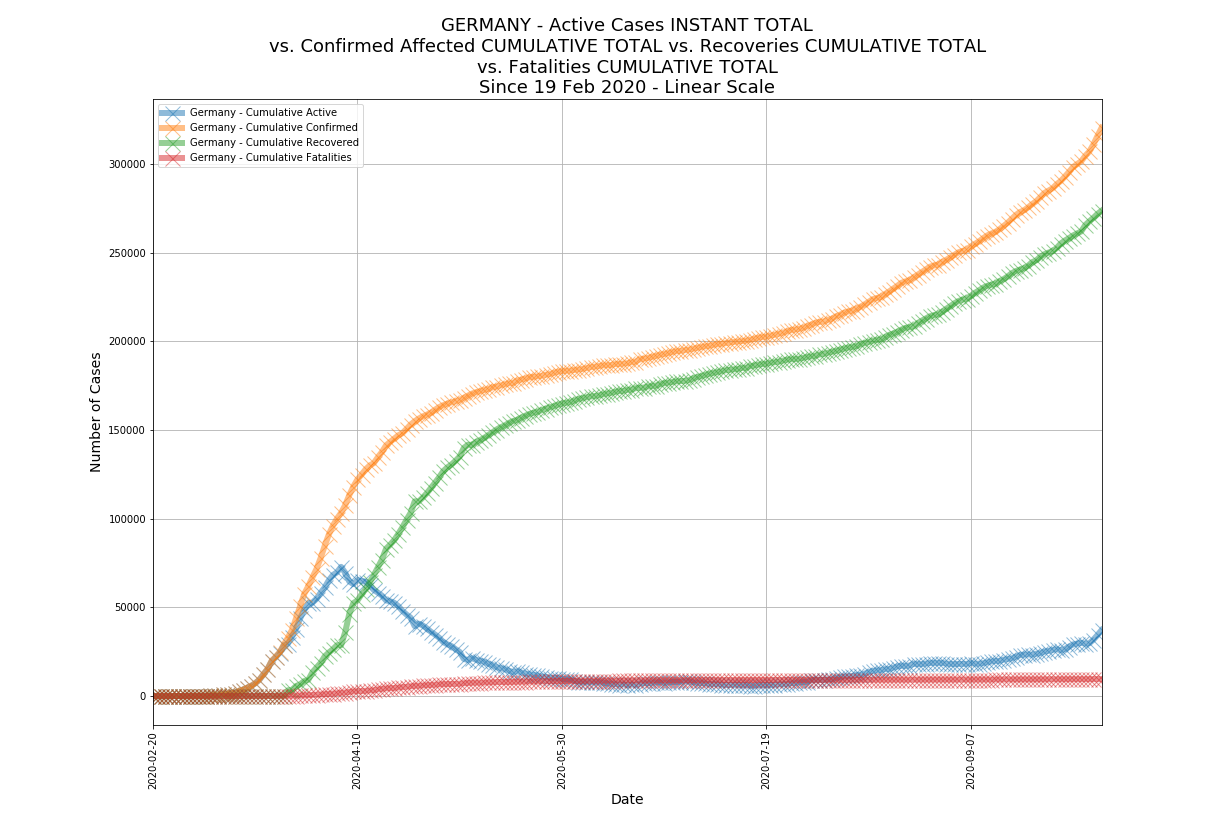 GERMANY - Active Cases INSTANT TOTAL
vs. Confirmed Affected CUMULATIVE TOTAL vs. Recoveries CUMULATIVE TOTAL
vs. Fatalities CUMULATIVE TOTAL
Since 19 Feb 2020 - Linear Scale
Germany - Cumulative Active
Germany - Cumulative Confirmed
Germany - Cumulative Recovered
Germany - Cumulative Fatalities
300000
250000
200000
150000
100000
50000
0
Number of Cases
2020-02-20
2020-04-10
2020-05-30
2020-07-19
2020-09-07
Date